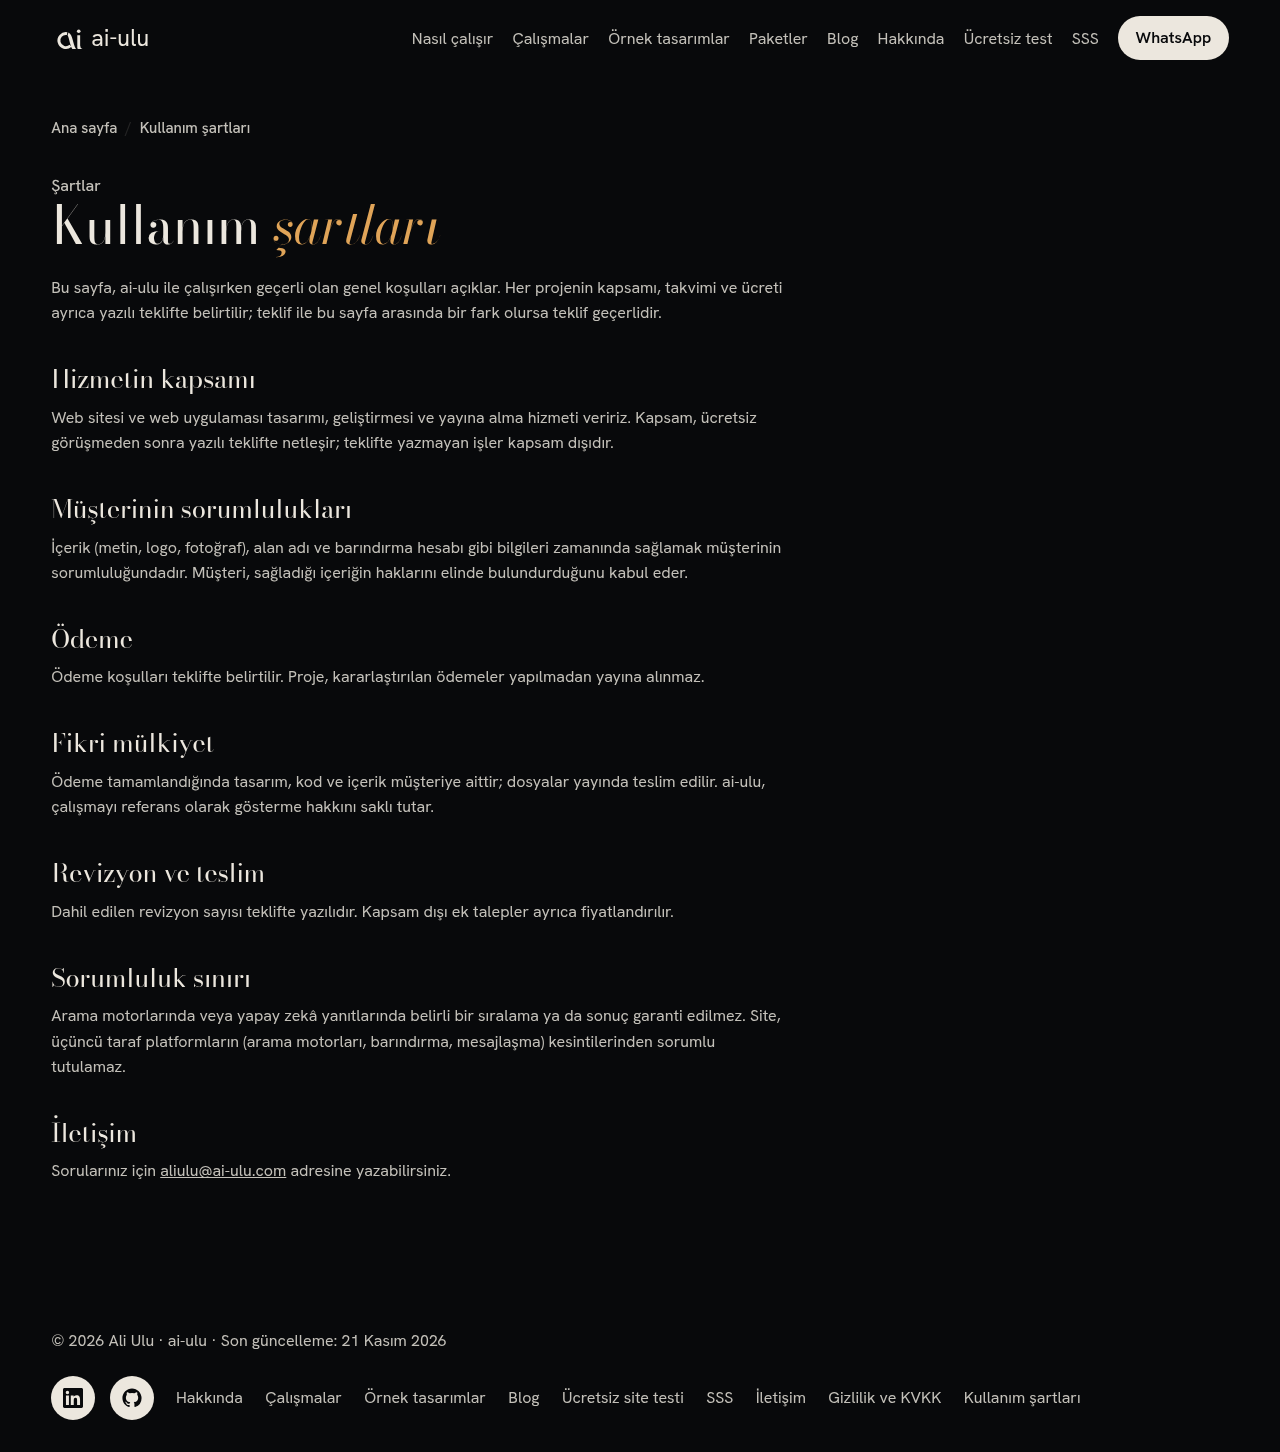 ai ai-ulu
Nasıl çalışır Çalışmalar Örnek tasarımlar Paketler Blog Hakkında Ücretsiz test SSS WhatsApp
Ana sayfa / Kullanım şartları
Şartlar
Kullanım şartları
Bu sayfa, ai-ulu ile çalışırken geçerli olan genel koşulları açıklar. Her projenin kapsamı, takvimi ve ücreti
ayrıca yazılı teklifte belirtilir; teklif ile bu sayfa arasında bir fark olursa teklif geçerlidir.
Hizmetin kapsamı
Web sitesi ve web uygulaması tasarımı, geliştirmesi ve yayına alma hizmeti veririz. Kapsam, ücretsiz
görüşmeden sonra yazılı teklifte netleşir; teklifte yazmayan işler kapsam dışıdır.
Müşterinin sorumlulukları
İçerik (metin, logo, fotoğraf), alan adı ve barındırma hesabı gibi bilgileri zamanında sağlamak müşterinin
sorumluluğundadır. Müşteri, sağladığı içeriğin haklarını elinde bulundurduğunu kabul eder.
Ödeme
Ödeme koşulları teklifte belirtilir. Proje, kararlaştırılan ödemeler yapılmadan yayına alınmaz.
Fikri mülkiyet
Ödeme tamamlandığında tasarım, kod ve içerik müşteriye aittir; dosyalar yayında teslim edilir. ai-ulu,
çalışmayı referans olarak gösterme hakkını saklı tutar.
Revizyon ve teslim
Dahil edilen revizyon sayısı teklifte yazılıdır. Kapsam dışı ek talepler ayrıca fiyatlandırılır.
Sorumluluk sınırı
Arama motorlarında veya yapay zekâ yanıtlarında belirli bir sıralama ya da sonuç garanti edilmez. Site,
üçüncü taraf platformların (arama motorları, barındırma, mesajlaşma) kesintilerinden sorumlu
tutulamaz.
İletişim
Sorularınız için aliulu@ai-ulu.com adresine yazabilirsiniz.
© 2026 Ali Ulu · ai-ulu · Son güncelleme: 21 Kasım 2026
in Hakkında Çalışmalar Örnek tasarımlar Blog Ücretsiz site testi SSS İletişim Gizlilik ve KVKK Kullanım şartları